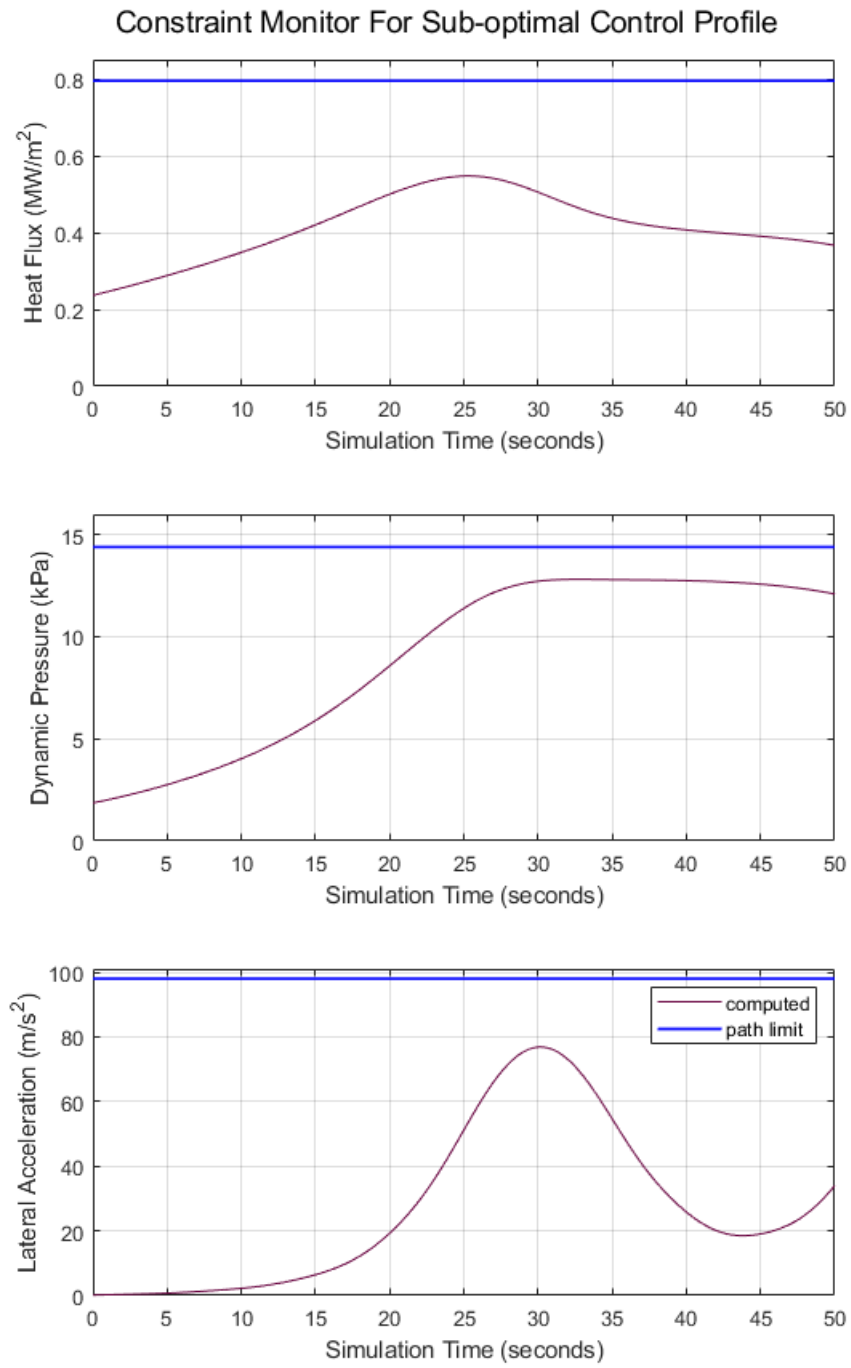 Constraint Monitor For Sub-optimal Control Profile
0.8
0.6
0.4
0.2
0
Heat Flux (MW/m²)
0 5 10 15 20 25 30 35 40 45 50
Simulation Time (seconds)
15
10
5
0
Dynamic Pressure (kPa)
0 5 10 15 20 25 30 35 40 45 50
Simulation Time (seconds)
100
80
60
40
20
0
Lateral Acceleration (m/s²)
computed
path limit
0 5 10 15 20 25 30 35 40 45 50
Simulation Time (seconds)